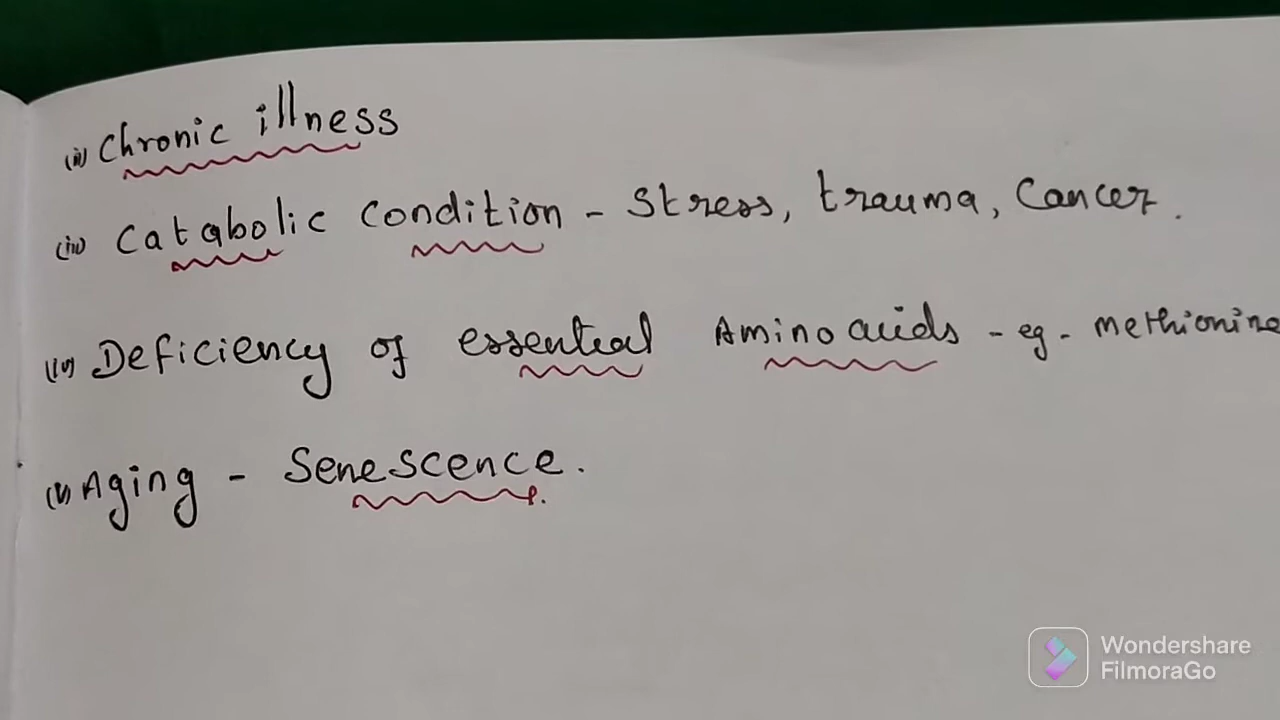 (ii) Chronic illness
(iv) Catabolic Condition - Stress, trauma, Cancer.
(iv) Deficiency of essential Amino acids - eg - methionine
(v) Aging - Senescence.
Wondershare
FilmoraGo